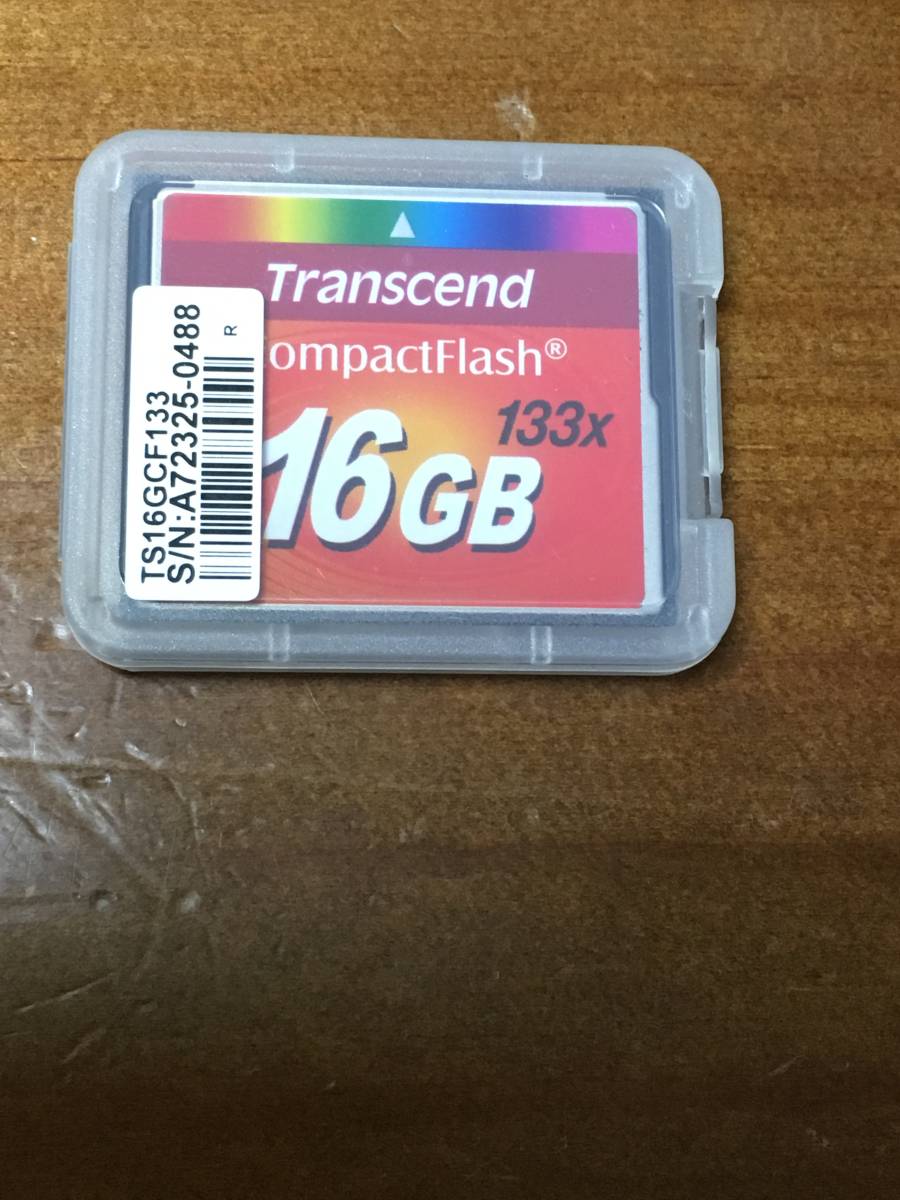 Transcend
ompactFlash®
133x
16GB
TS16GCF133
S/N:A72325-0488
R